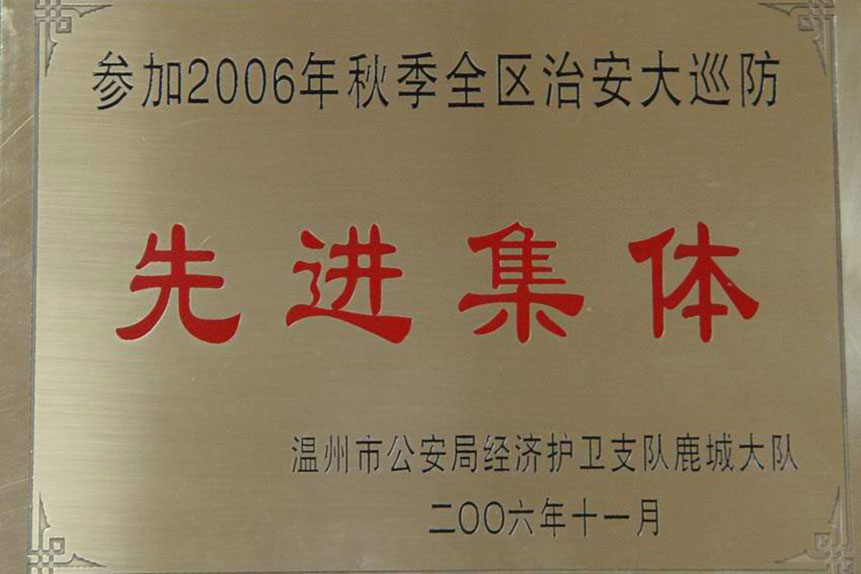 参加2006年秋季全区治安大巡防
先进集体
温州市公安局经济护卫支队鹿城大队
二〇〇六年十一月